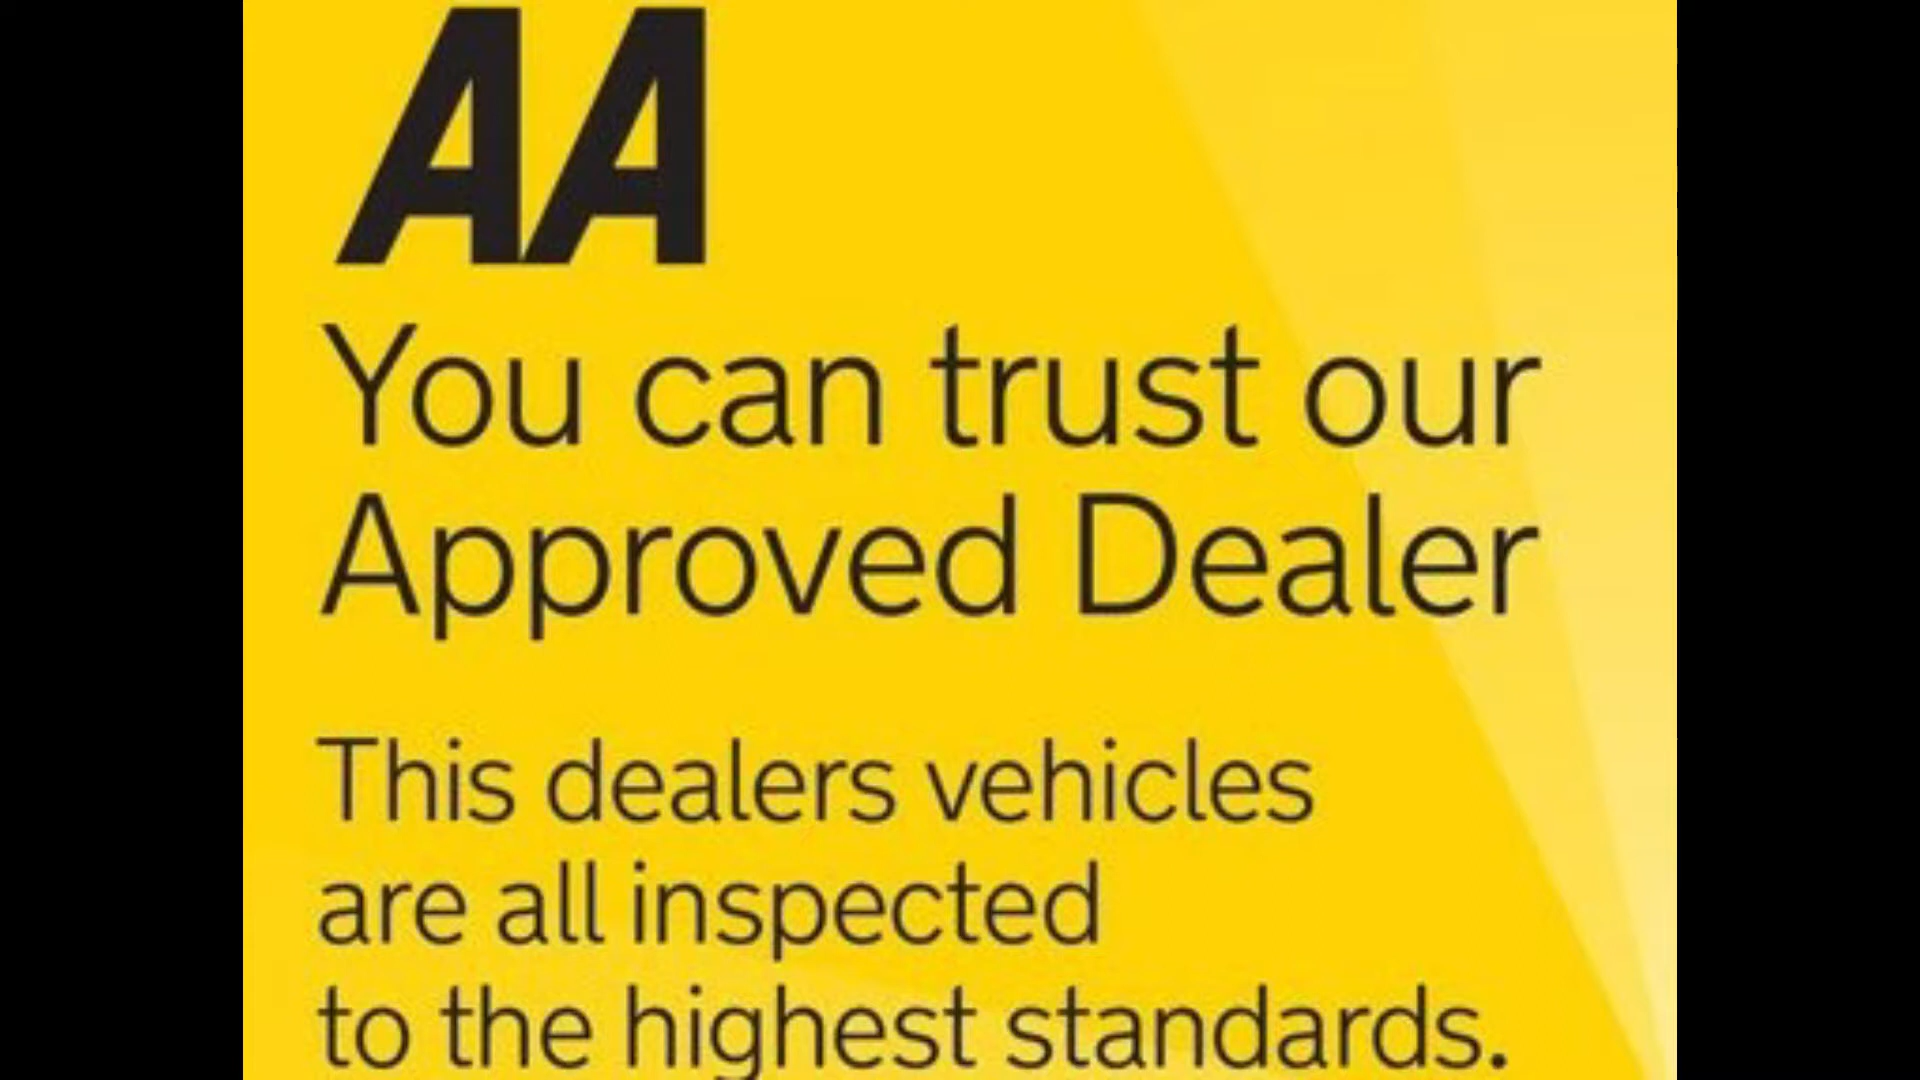 AA
You can trust our
Approved Dealer
This dealers vehicles
are all inspected
to the highest standards.